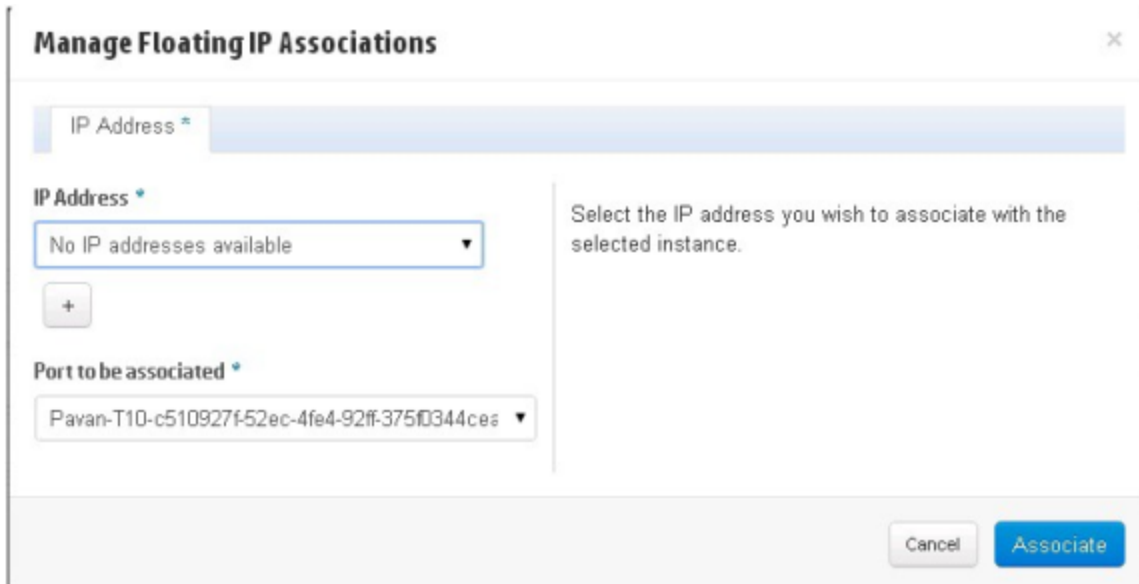 Manage Floating IP Associations
×
IP Address *
IP Address *
Select the IP address you wish to associate with the
selected instance.
No IP addresses available
+
Port to be associated *
Pavan-T10-c510927f-52ec-4fe4-92ff-375f0344cea
Cancel
Associate